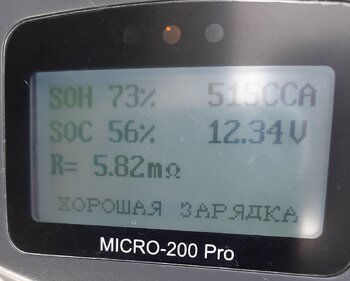 SOH 73% 515CCA
SOC 56% 12.34V
R= 5.82mΩ
ХОРОШАЯ ЗАРЯДКА
MICRO-200 Pro